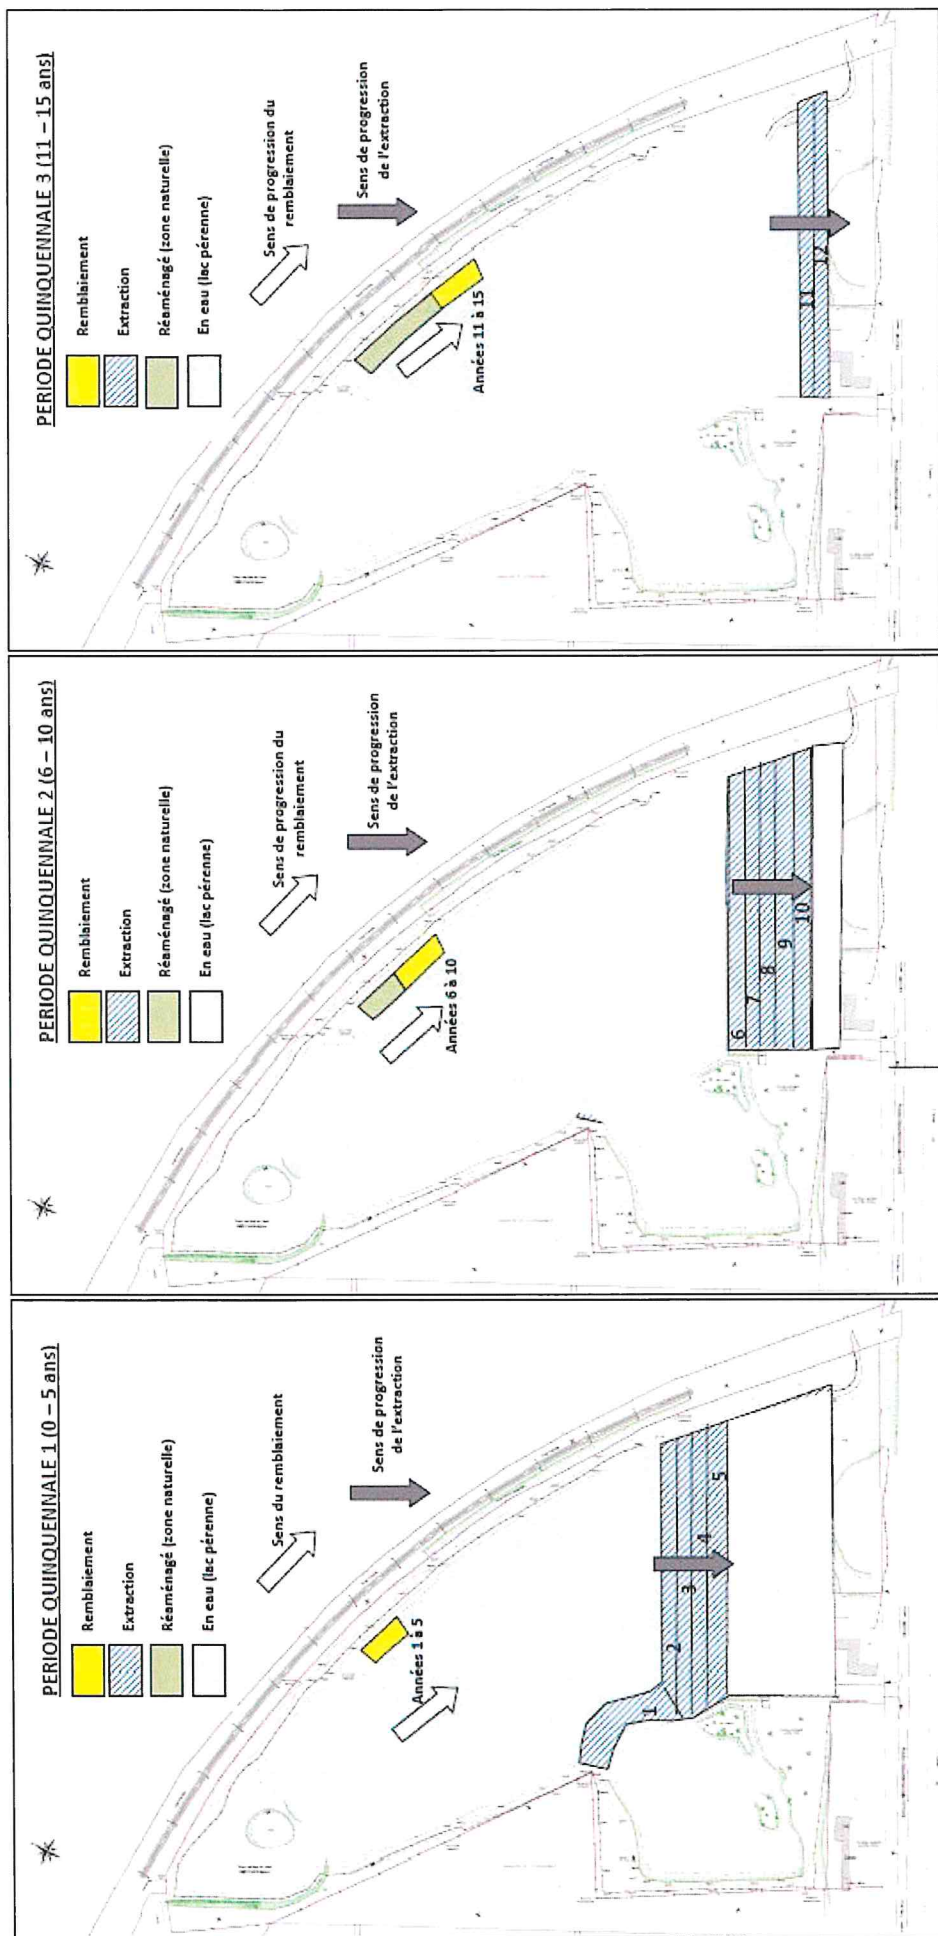 PERIODE QUINQUENNALE 1 (0 – 5 ans)
Remblaiement
Extraction
Réaménagé (zone naturelle)
En eau (lac pérenne)
Sens du remblaiement
Sens de progression
de l'extraction
Années 1 à 5
1
2
3
4
5
PERIODE QUINQUENNALE 2 (6 – 10 ans)
Remblaiement
Extraction
Réaménagé (zone naturelle)
En eau (lac pérenne)
Sens de progression du
remblaiement
Sens de progression
de l'extraction
Années 6 à 10
6
7
8
9
10
PERIODE QUINQUENNALE 3 (11 – 15 ans)
Remblaiement
Extraction
Réaménagé (zone naturelle)
En eau (lac pérenne)
Sens de progression du
remblaiement
Sens de progression
de l'extraction
Années 11 à 15
11
12